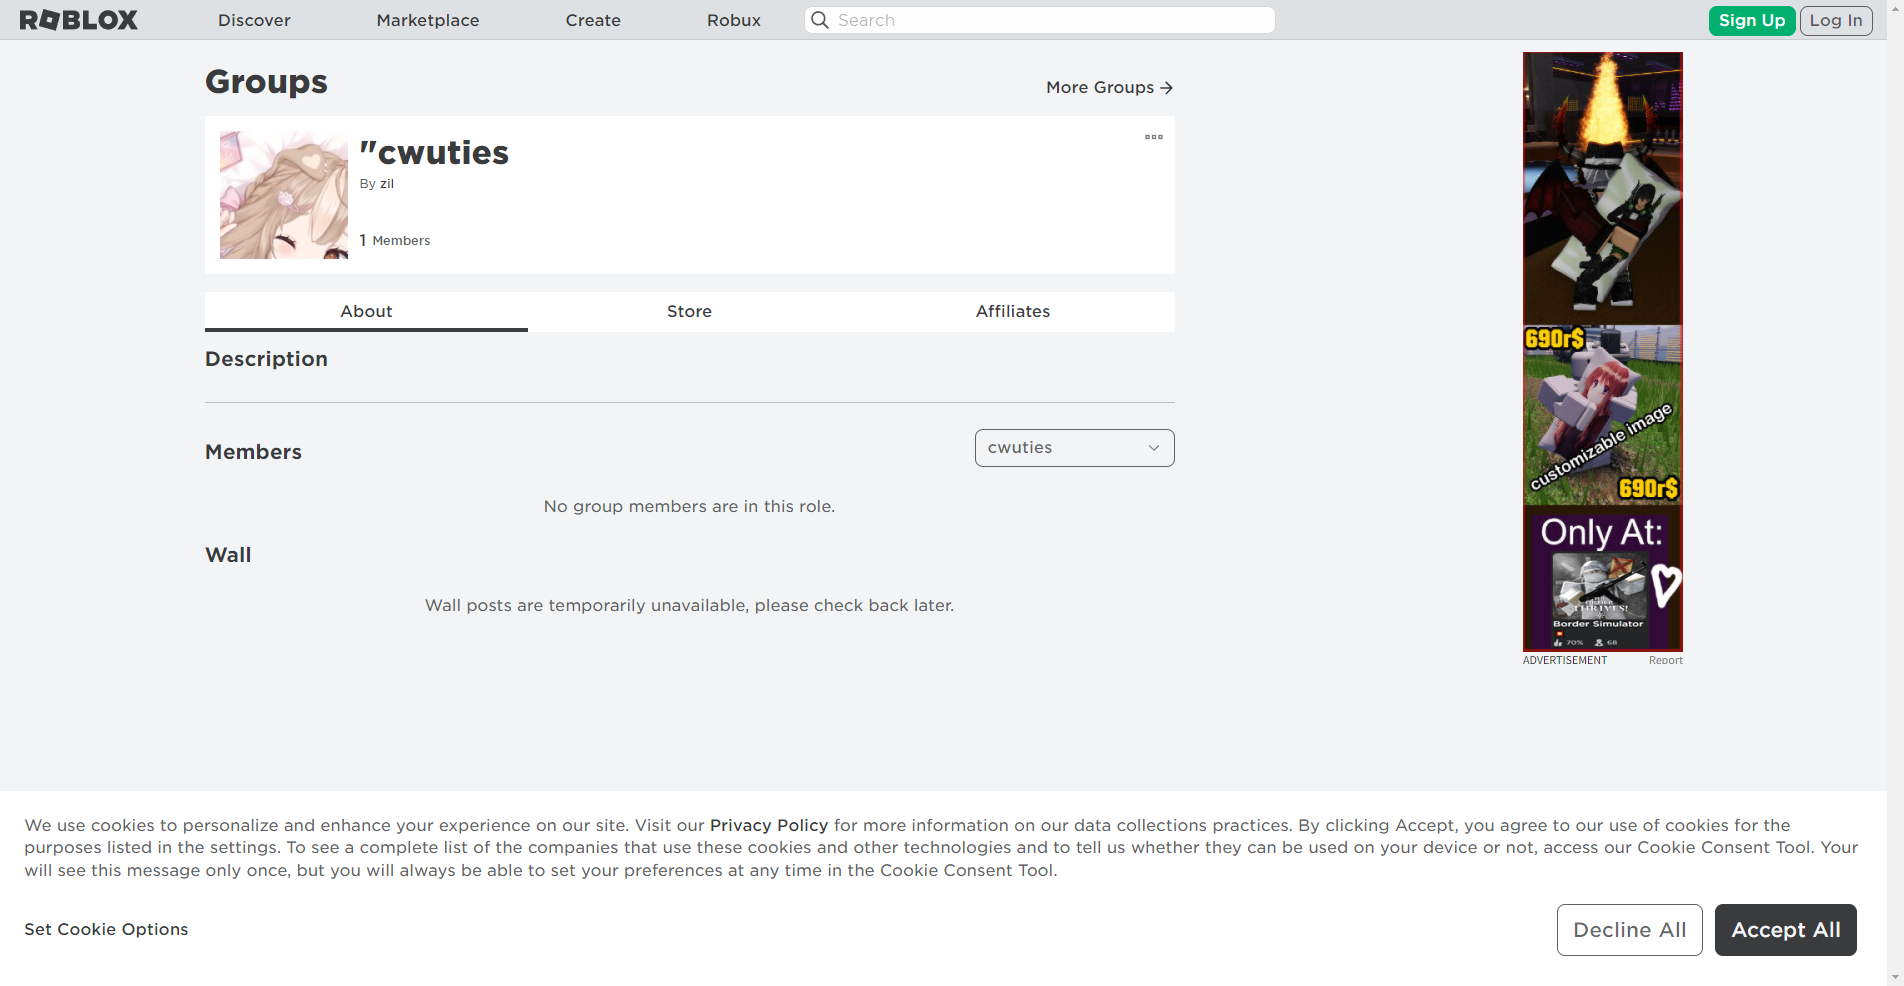 ROBLOX
Discover
Marketplace
Create
Robux
Search
Sign Up
Log In
Groups
More Groups
"cwuties
By zil
1 Members
About
Store
Affiliates
Description
Members
cwuties
No group members are in this role.
Wall
Wall posts are temporarily unavailable, please check back later.
690r$
customizable image
690r$
Only At:
THRIVES!
Border Simulator
70% 68
ADVERTISEMENT
Report
We use cookies to personalize and enhance your experience on our site. Visit our Privacy Policy for more information on our data collections practices. By clicking Accept, you agree to our use of cookies for the
purposes listed in the settings. To see a complete list of the companies that use these cookies and other technologies and to tell us whether they can be used on your device or not, access our Cookie Consent Tool. Your
will see this message only once, but you will always be able to set your preferences at any time in the Cookie Consent Tool.
Set Cookie Options
Decline All
Accept All